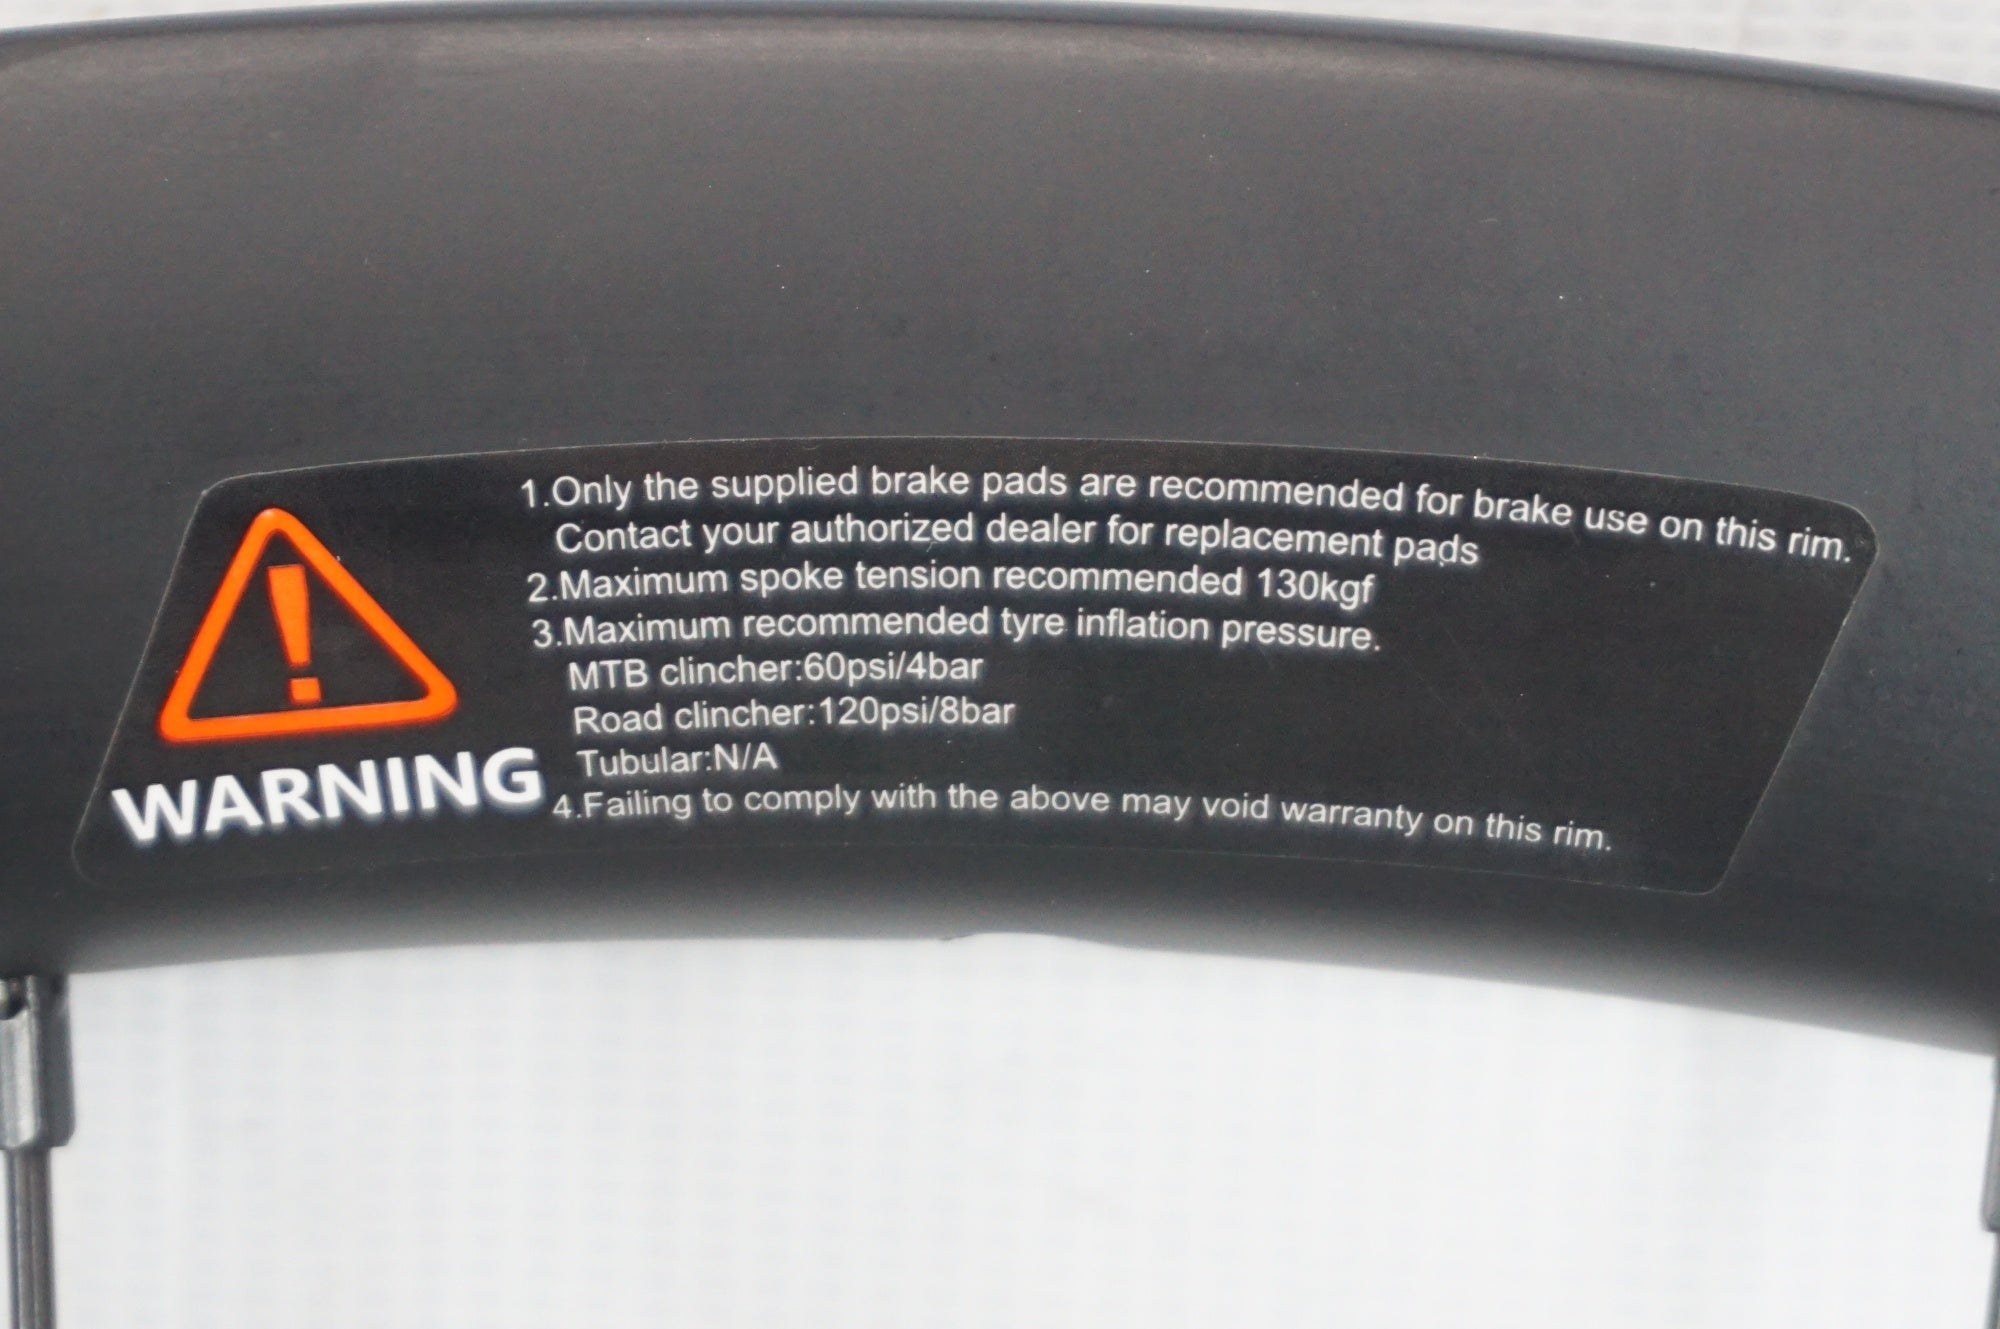 WARNING
1.Only the supplied brake pads are recommended for brake use on this rim.
Contact your authorized dealer for replacement pads
2.Maximum spoke tension recommended 130kgf
3.Maximum recommended tyre inflation pressure.
MTB clincher:60psi/4bar
Road clincher:120psi/8bar
Tubular:N/A
4.Failing to comply with the above may void warranty on this rim.